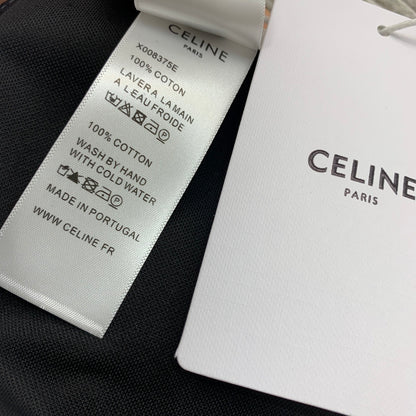 CELINE
PARIS
X008375E
100% COTTON
LAVER A LA MAIN
A L EAU FROIDE
100% COTTON
WASH BY HAND
WITH COLD WATER
MADE IN PORTUGAL
WWW.CELINE.FR
CELINE
PARIS